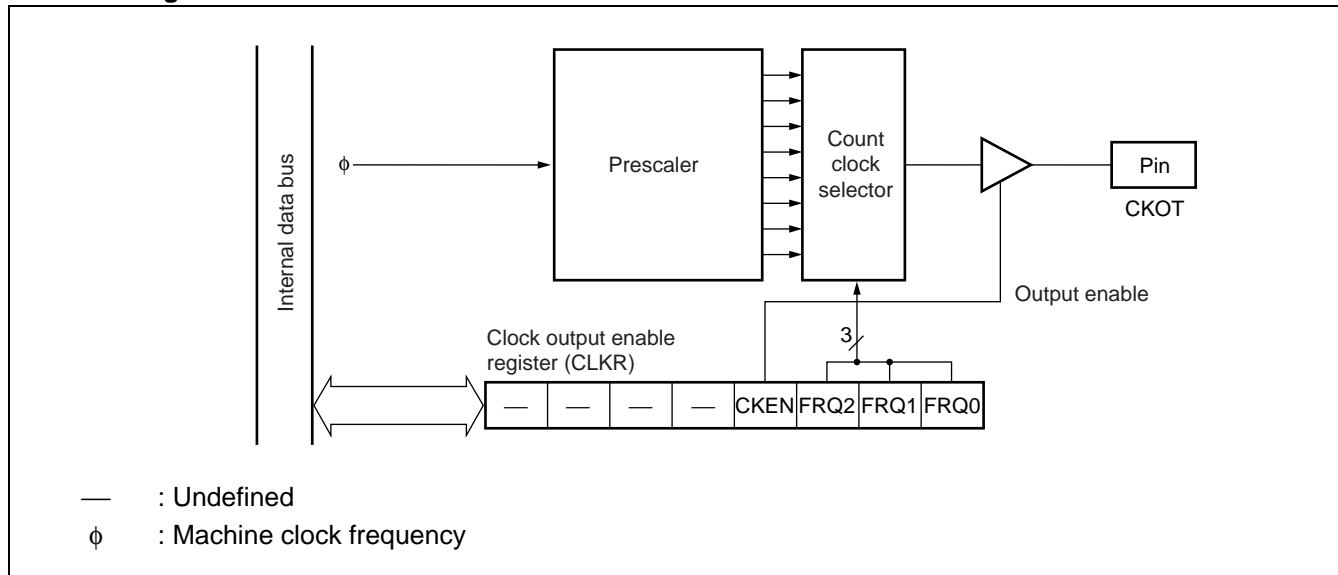 Internal data bus
ϕ
Prescaler
Count
clock
selector
Pin
CKOT
Output enable
3
Clock output enable
register (CLKR)
— — — — CKEN FRQ2 FRQ1 FRQ0
— : Undefined
ϕ : Machine clock frequency